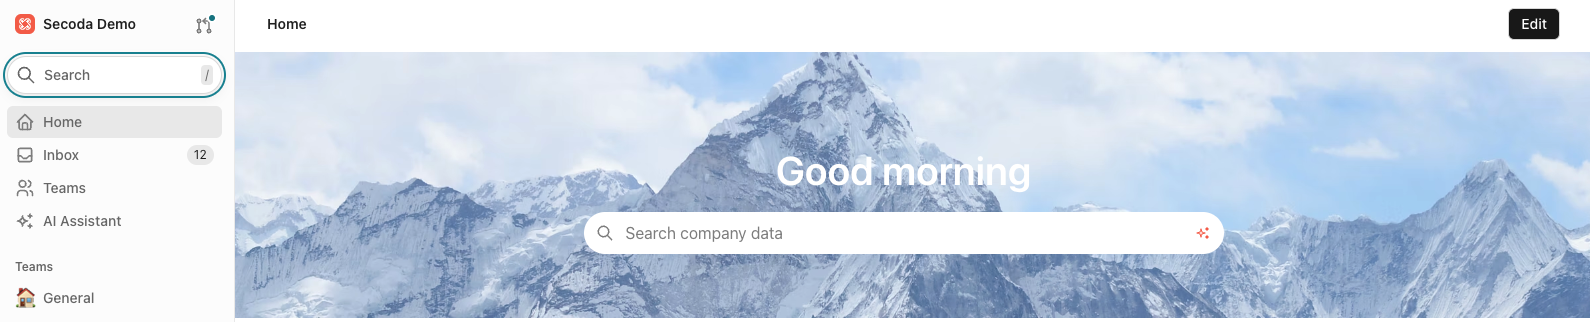 Secoda Demo
Search /
Home
Inbox 12
Teams
AI Assistant
Teams
General
Home
Edit
Good morning
Search company data